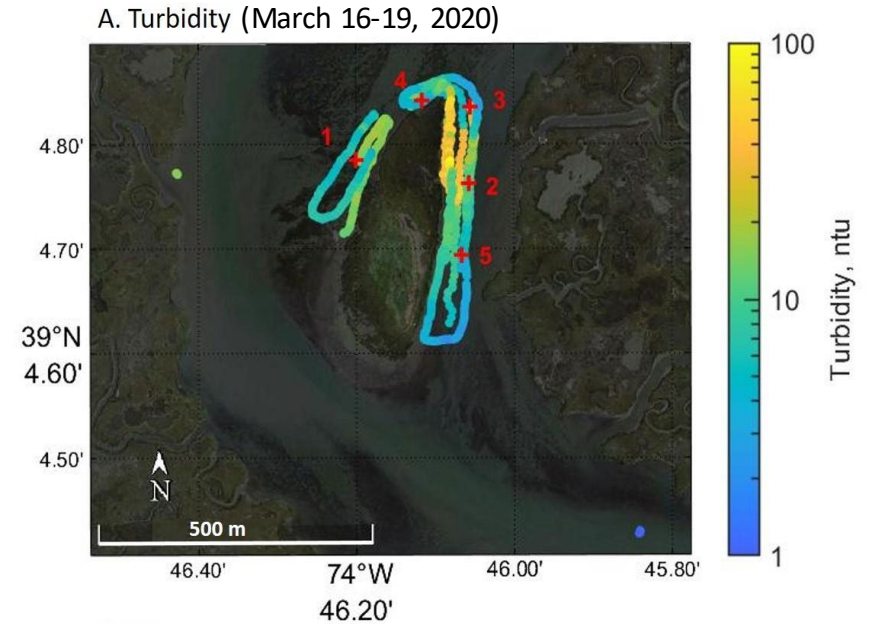 A. Turbidity (March 16-19, 2020)
4
3
1
2
5
4.80'
4.70'
39°N
4.60'
4.50'
N
500 m
46.40'
74°W
46.20'
46.00'
45.80'
100
10
1
Turbidity, ntu